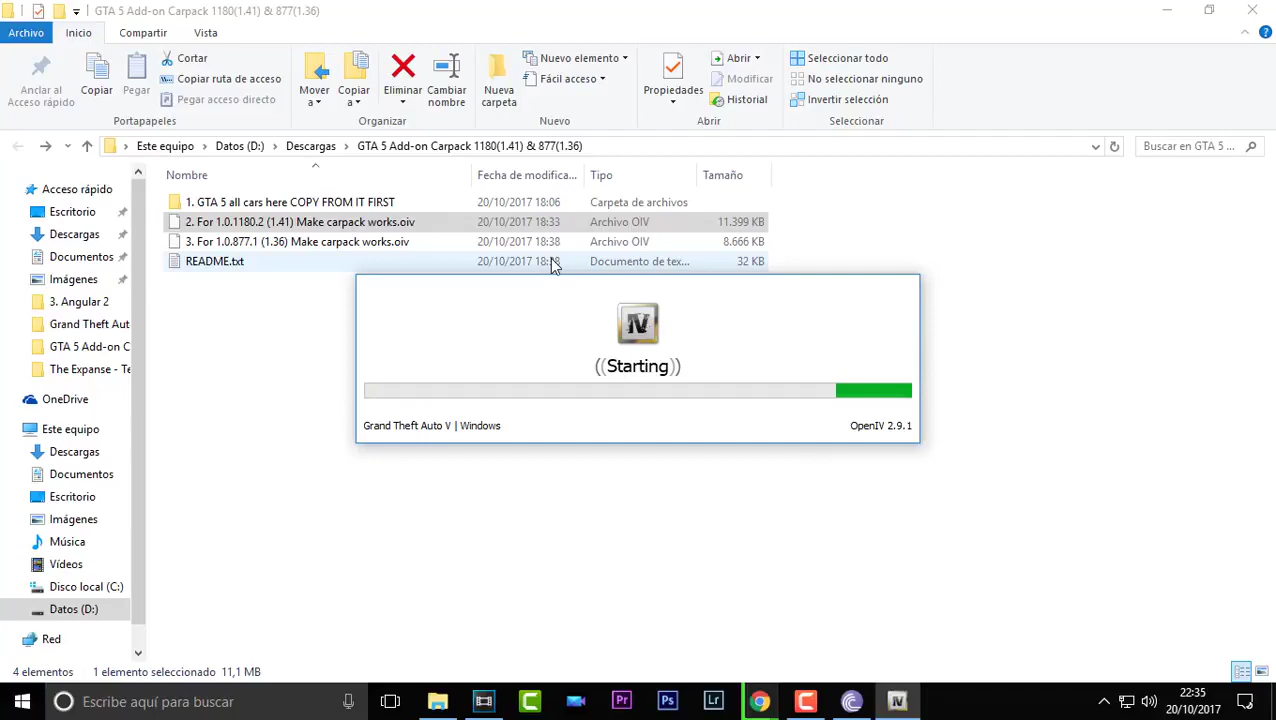 GTA 5 Add-on Carpack 1180(1.41) & 877(1.36)
Archivo Inicio Compartir Vista
Anclar al Acceso rápido
Copiar
Pegar
Cortar
Copiar ruta de acceso
Pegar acceso directo
Portapapeles
Mover a
Copiar a
Eliminar
Cambiar nombre
Organizar
Nueva carpeta
Nuevo elemento
Fácil acceso
Nuevo
Propiedades
Abrir
Modificar
Historial
Abrir
Seleccionar todo
No seleccionar ninguno
Invertir selección
Seleccionar
Este equipo Datos (D:) Descargas GTA 5 Add-on Carpack 1180(1.41) & 877(1.36)
Buscar en GTA 5 ...
Nombre Fecha de modifica... Tipo Tamaño
1. GTA 5 all cars here COPY FROM IT FIRST 20/10/2017 18:06 Carpeta de archivos
2. For 1.0.1180.2 (1.41) Make carpack works.oiv 20/10/2017 18:33 Archivo OIV 11.399 KB
3. For 1.0.877.1 (1.36) Make carpack works.oiv 20/10/2017 18:38 Archivo OIV 8.666 KB
README.txt 20/10/2017 Documento de tex... 32 KB
Acceso rápido
Escritorio
Descargas
Documentos
Imágenes
3. Angular 2
Grand Theft Auto
GTA 5 Add-on C
The Expanse - Te
OneDrive
Este equipo
Descargas
Documentos
Escritorio
Imágenes
Música
Vídeos
Disco local (C:)
Datos (D:)
Red
IV
((Starting))
Grand Theft Auto V | Windows
OpenIV 2.9.1
4 elementos 1 elemento seleccionado 11,1 MB
Escribe aquí para buscar
Pr
Ps
Lr
IV
22:35
20/10/2017